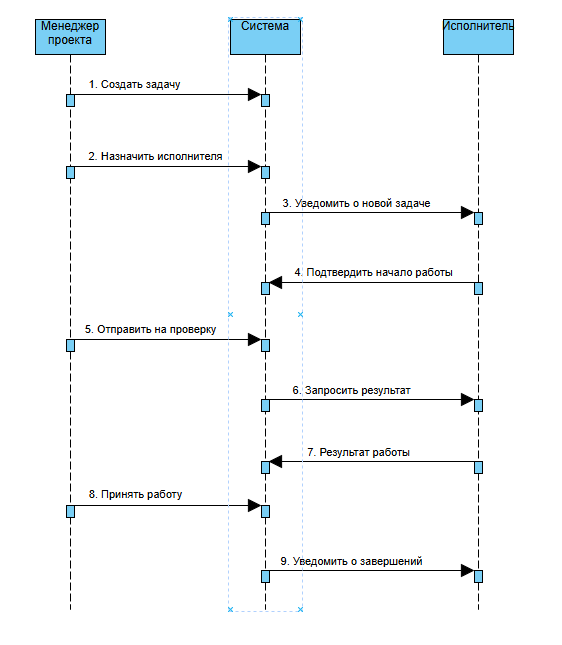 Менеджер
проекта
Система
Исполнитель
1. Создать задачу
2. Назначить исполнителя
3. Уведомить о новой задаче
4. Подтвердить начало работы
5. Отправить на проверку
6. Запросить результат
7. Результат работы
8. Принять работу
9. Уведомить о завершений